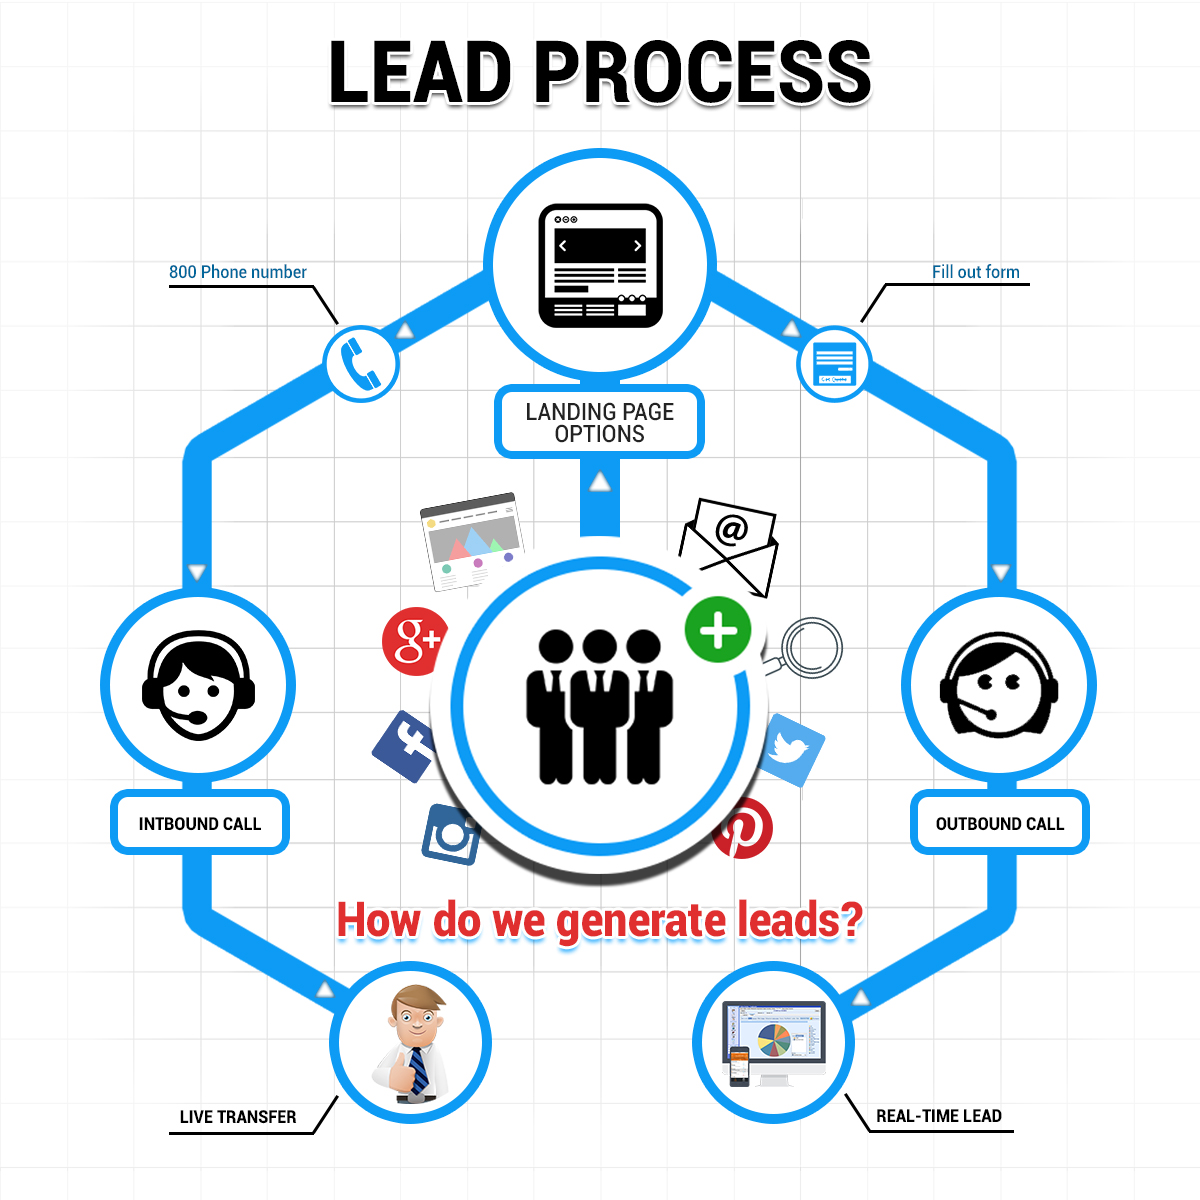 LEAD PROCESS
800 Phone number
Fill out form
LANDING PAGE
OPTIONS
@
g+
f
INTBOUND CALL
OUTBOUND CALL
How do we generate leads?
LIVE TRANSFER
REAL-TIME LEAD